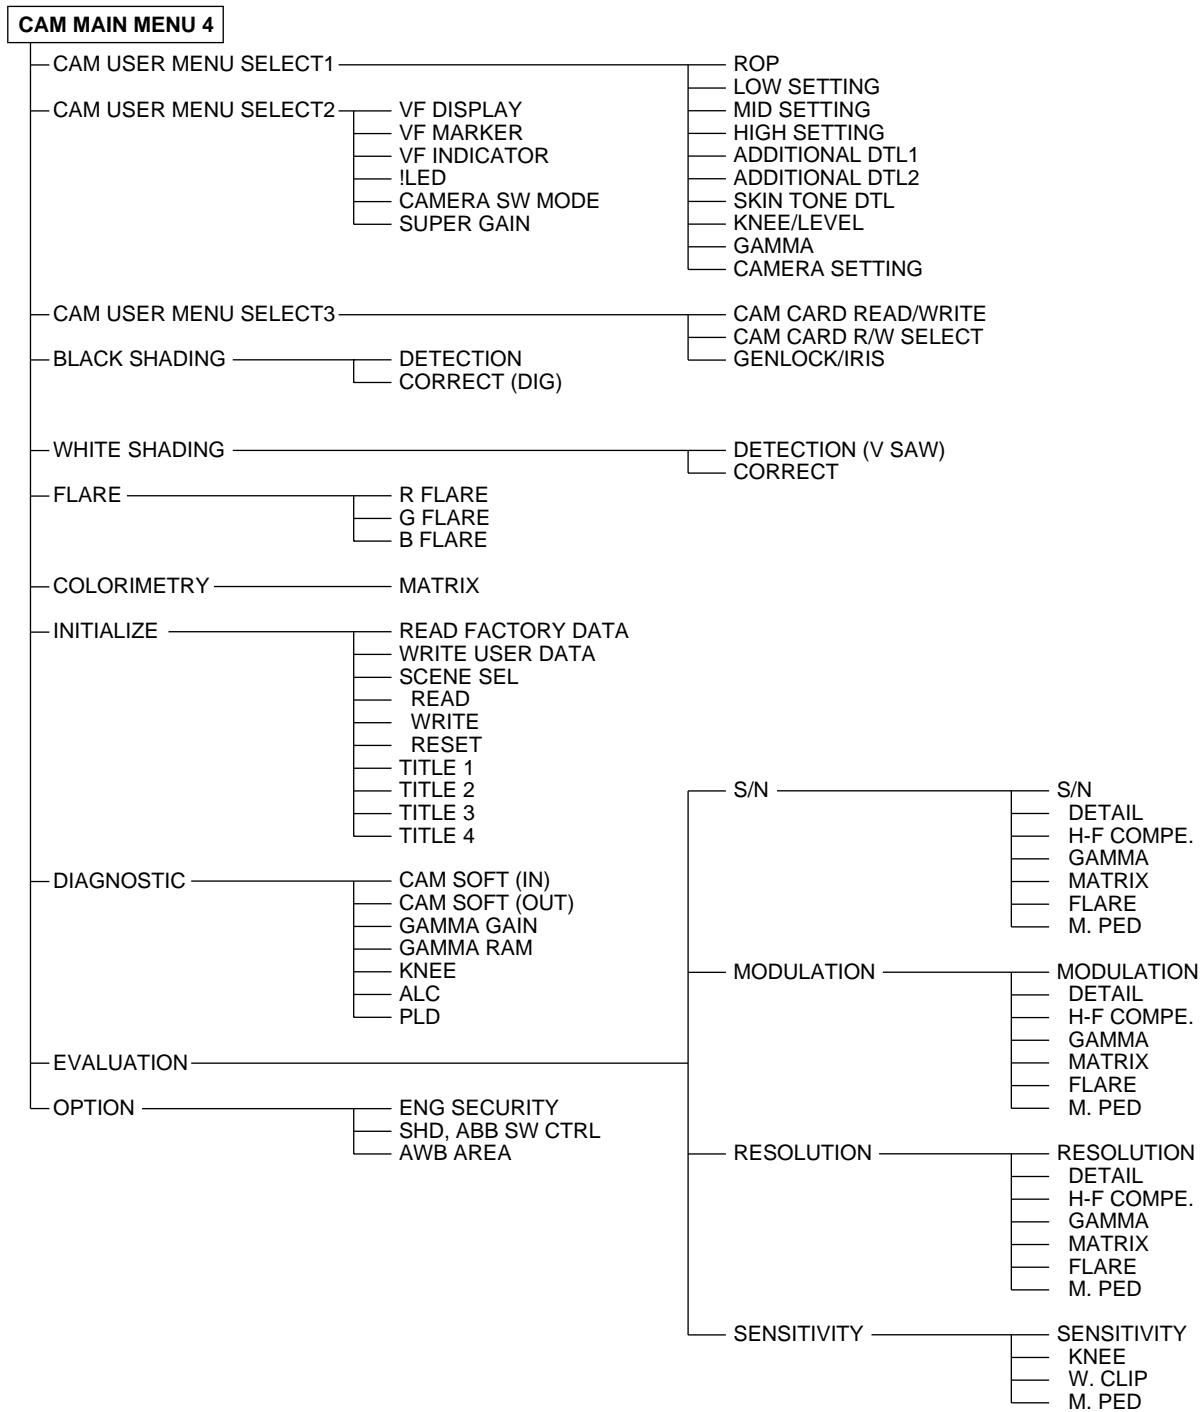 CAM MAIN MENU 4
CAM USER MENU SELECT1
ROP
LOW SETTING
MID SETTING
HIGH SETTING
ADDITIONAL DTL1
ADDITIONAL DTL2
SKIN TONE DTL
KNEE/LEVEL
GAMMA
CAMERA SETTING
CAM USER MENU SELECT2
VF DISPLAY
VF MARKER
VF INDICATOR
!LED
CAMERA SW MODE
SUPER GAIN
CAM USER MENU SELECT3
CAM CARD READ/WRITE
CAM CARD R/W SELECT
GENLOCK/IRIS
BLACK SHADING
DETECTION
CORRECT (DIG)
WHITE SHADING
DETECTION (V SAW)
CORRECT
FLARE
R FLARE
G FLARE
B FLARE
COLORIMETRY
MATRIX
INITIALIZE
READ FACTORY DATA
WRITE USER DATA
SCENE SEL
READ
WRITE
RESET
TITLE 1
TITLE 2
TITLE 3
TITLE 4
DIAGNOSTIC
CAM SOFT (IN)
CAM SOFT (OUT)
GAMMA GAIN
GAMMA RAM
KNEE
ALC
PLD
EVALUATION
S/N
S/N
DETAIL
H-F COMPE.
GAMMA
MATRIX
FLARE
M. PED
MODULATION
MODULATION
DETAIL
H-F COMPE.
GAMMA
MATRIX
FLARE
M. PED
RESOLUTION
RESOLUTION
DETAIL
H-F COMPE.
GAMMA
MATRIX
FLARE
M. PED
SENSITIVITY
SENSITIVITY
KNEE
W. CLIP
M. PED
OPTION
ENG SECURITY
SHD, ABB SW CTRL
AWB AREA